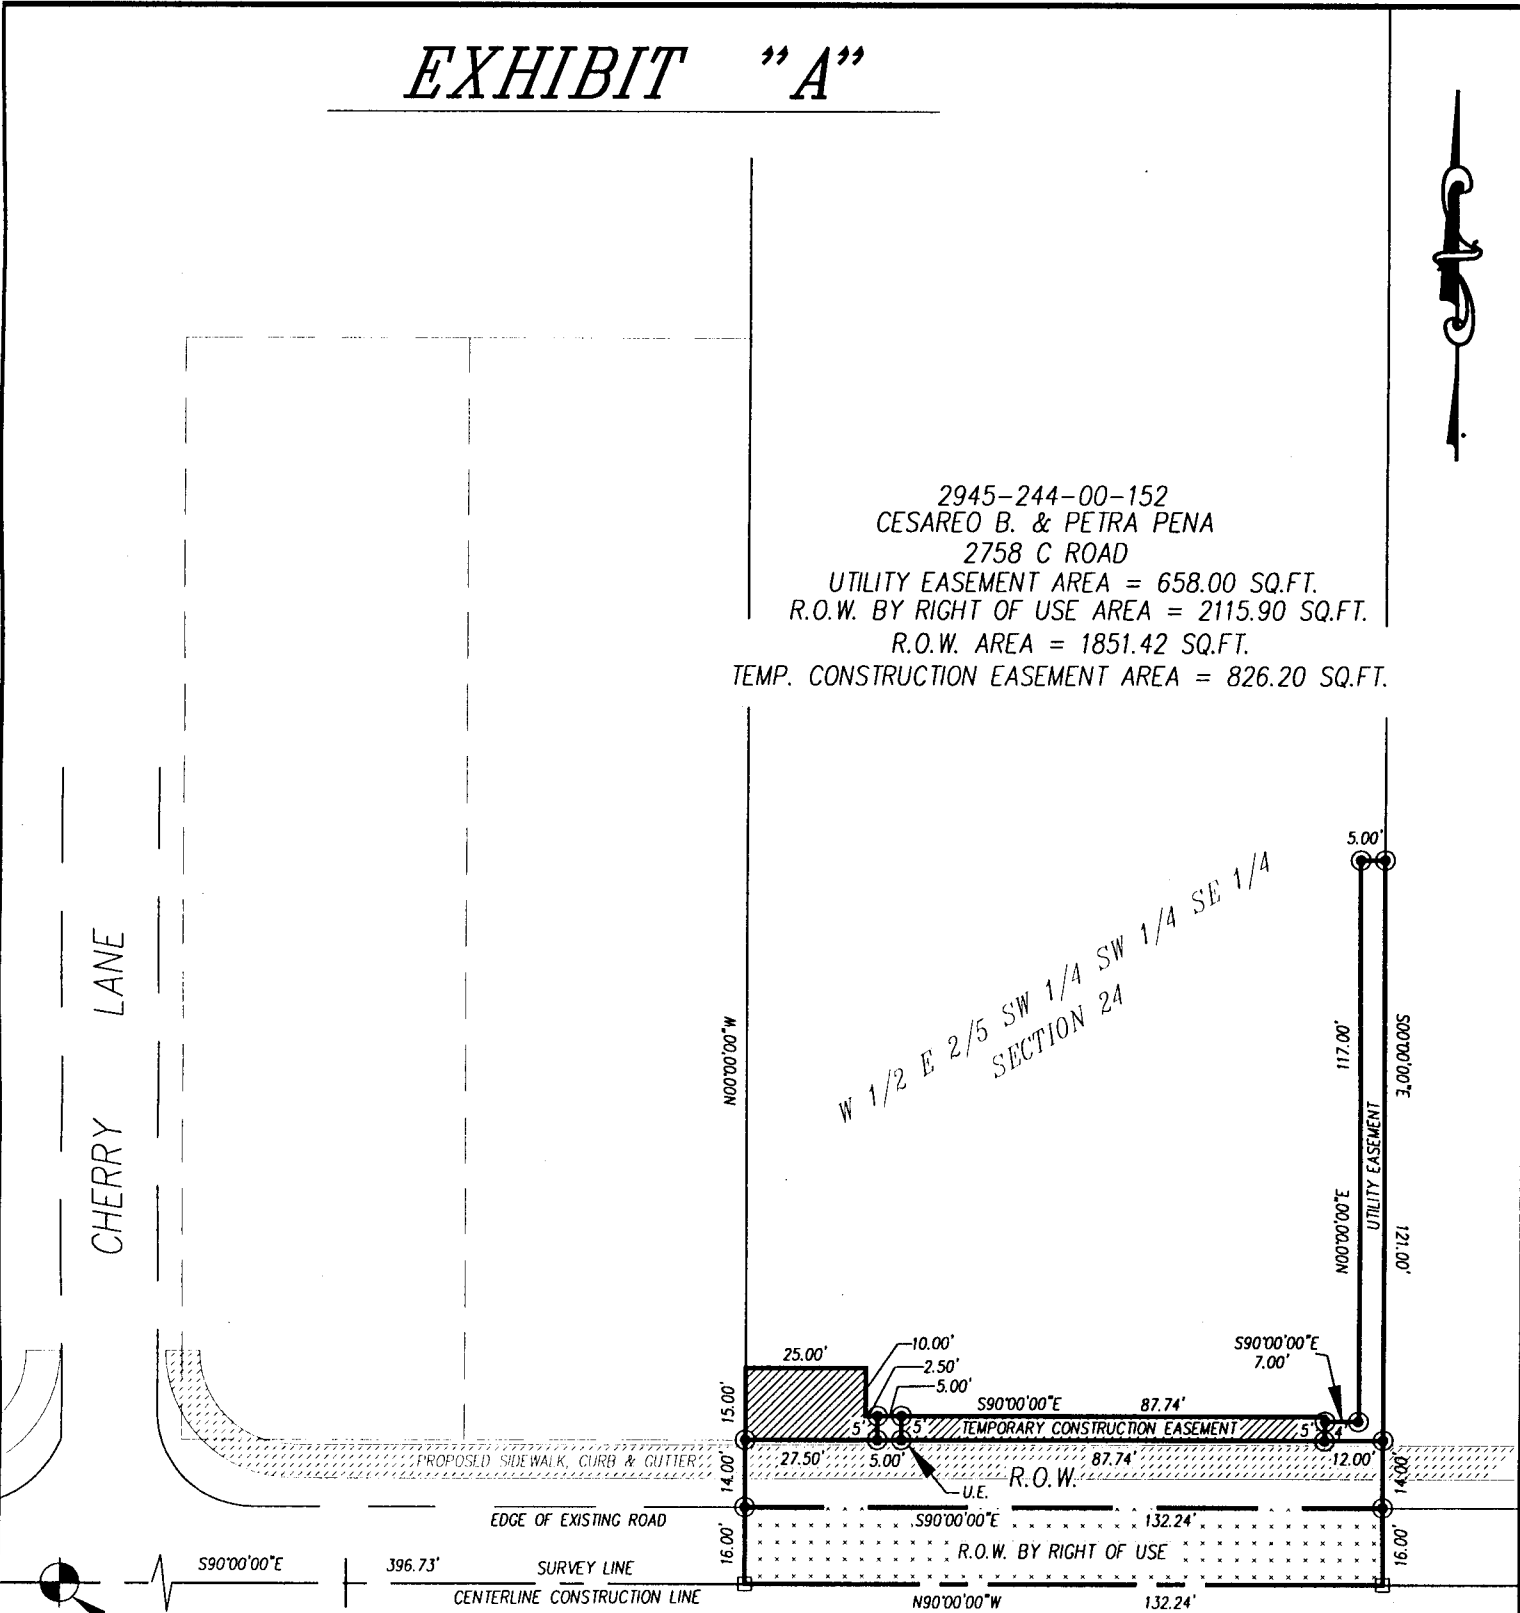 EXHIBIT "A"
2945-244-00-152
CESAREO B. & PETRA PENA
2758 C ROAD
UTILITY EASEMENT AREA = 658.00 SQ.FT.
R.O.W. BY RIGHT OF USE AREA = 2115.90 SQ.FT.
R.O.W. AREA = 1851.42 SQ.FT.
TEMP. CONSTRUCTION EASEMENT AREA = 826.20 SQ.FT.
5.00'
W 1/2 E 2/5 SW 1/4 SW 1/4 SE 1/4
SECTION 24
CHERRY LANE
N00°00'00"W
117.00'
N00°00'00"E
UTILITY EASEMENT
S00°00'00"E
121.00'
25.00'
10.00'
2.50'
5.00'
S90°00'00"E
7.00'
S90°00'00"E 87.74'
15.00'
5'
5'
TEMPORARY CONSTRUCTION EASEMENT
5'
4'
PROPOSED SIDEWALK, CURB & GUTTER
14.00'
27.50'
5.00'
87.74'
12.00'
14.00'
R.O.W.
U.E.
EDGE OF EXISTING ROAD
S90°00'00"E 132.24'
16.00'
R.O.W. BY RIGHT OF USE
16.00'
S90°00'00"E 396.73' SURVEY LINE
CENTERLINE CONSTRUCTION LINE
N90°00'00"W 132.24'